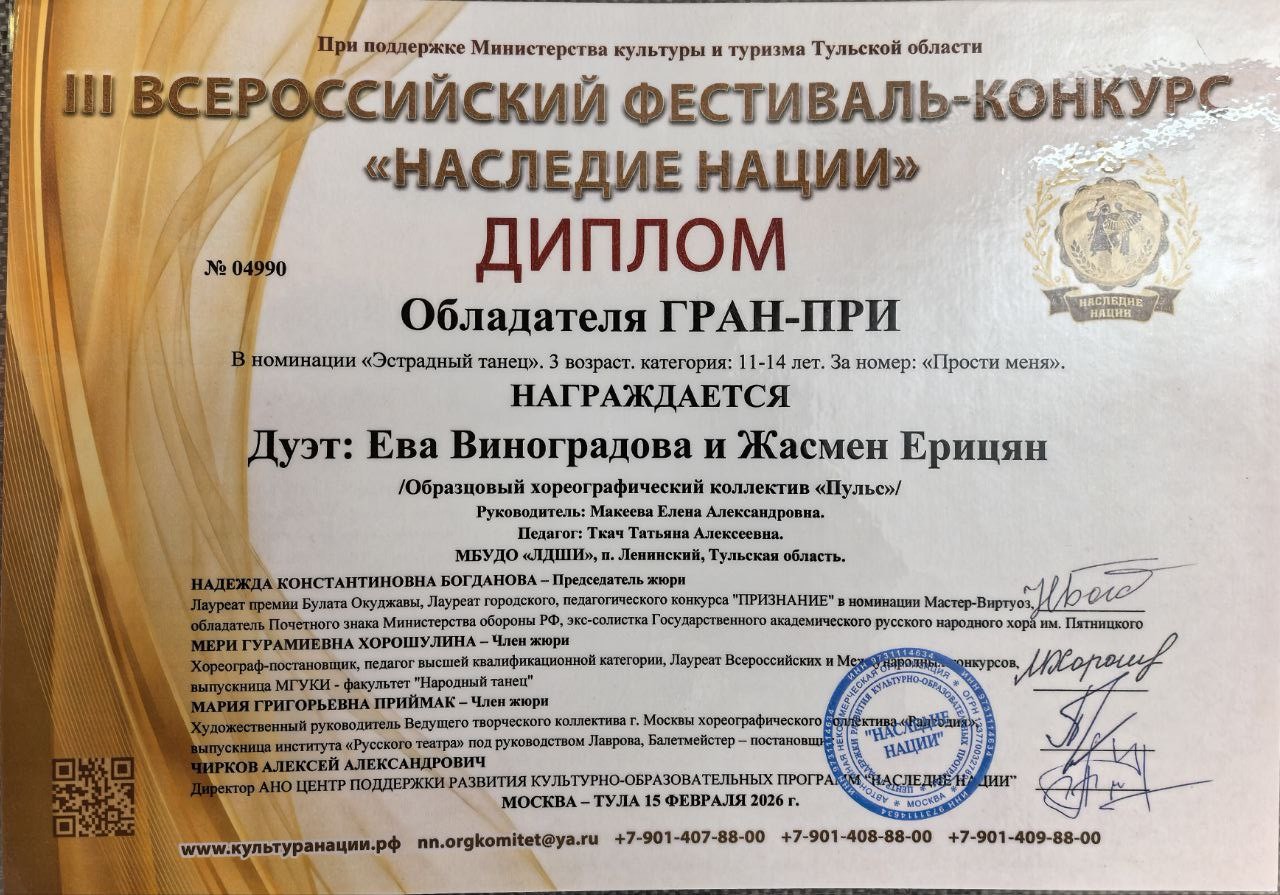 При поддержке Министерства культуры и туризма Тульской области
III ВСЕРОССИЙСКИЙ ФЕСТИВАЛЬ-КОНКУРС
«НАСЛЕДИЕ НАЦИИ»
ДИПЛОМ
№ 04990
НАСЛЕДИЕ
НАЦИИ
Обладателя ГРАН-ПРИ
В номинации «Эстрадный танец». 3 возраст. категория: 11-14 лет. За номер: «Прости меня».
НАГРАЖДАЕТСЯ
Дуэт: Ева Виноградова и Жасмен Ерицян
/Образцовый хореографический коллектив «Пульс»/
Руководитель: Макеева Елена Александровна.
Педагог: Ткач Татьяна Алексеевна.
МБУДО «ЛДШИ», п. Ленинский, Тульская область.
НАДЕЖДА КОНСТАНТИНОВНА БОГДАНОВА – Председатель жюри
Лауреат премии Булата Окуджавы, Лауреат городского, педагогического конкурса "ПРИЗНАНИЕ" в номинации Мастер-Виртуоз,
обладатель Почетного знака Министерства обороны РФ, экс-солистка Государственного академического русского народного хора им. Пятницкого
МЕРИ ГУРАМИЕВНА ХОРОШУЛИНА – Член жюри
Хореограф-постановщик, педагог высшей квалификационной категории, Лауреат Всероссийских и Международных конкурсов,
выпускница МГУКИ - факультет "Народный танец"
МАРИЯ ГРИГОРЬЕВНА ПРИЙМАК – Член жюри
Художественный руководитель Ведущего творческого коллектива г. Москвы хореографического коллектива «Рапсодия»,
выпускница института «Русского театра» под руководством Лаврова, Балетмейстер – постановщик
ЧИРКОВ АЛЕКСЕЙ АЛЕКСАНДРОВИЧ
Директор АНО ЦЕНТР ПОДДЕРЖКИ РАЗВИТИЯ КУЛЬТУРНО-ОБРАЗОВАТЕЛЬНЫХ ПРОГРАММ "НАСЛЕДИЕ НАЦИИ"
"НАСЛЕДИЕ
НАЦИИ"
МОСКВА
ИНН 9731114634
МОСКВА – ТУЛА 15 ФЕВРАЛЯ 2026 г.
www.культуранации.рф nn.orgkomitet@ya.ru +7-901-407-88-00 +7-901-408-88-00 +7-901-409-88-00